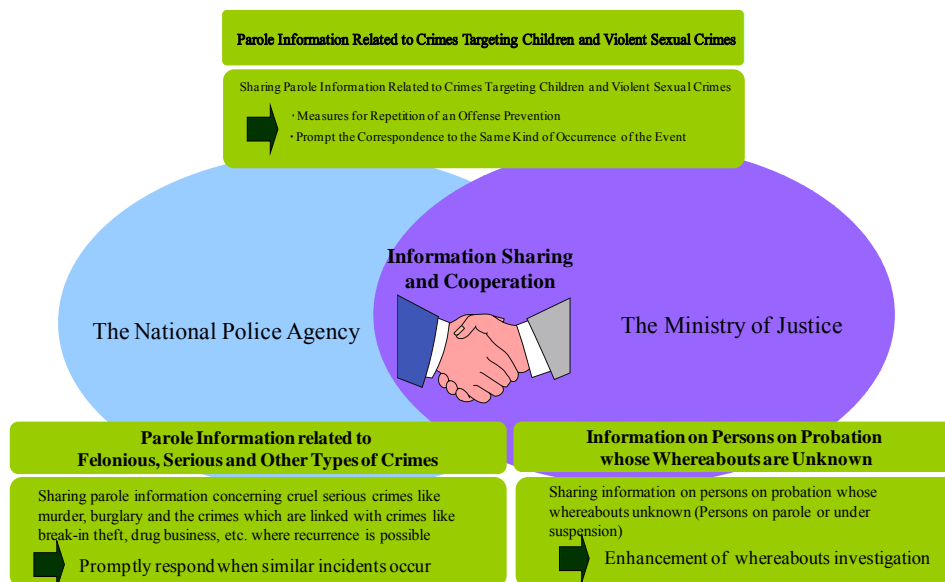 Parole Information Related to Crimes Targeting Children and Violent Sexual Crimes
Sharing Parole Information Related to Crimes Targeting Children and Violent Sexual Crimes
・Measures for Repetition of an Offense Prevention
・Prompt the Correspondence to the Same Kind of Occurrence of the Event
Information Sharing
and Cooperation
The National Police Agency
The Ministry of Justice
Parole Information related to
Felonious, Serious and Other Types of Crimes
Sharing parole information concerning cruel serious crimes like
murder, burglary and the crimes which are linked with crimes like
break-in theft, drug business, etc. where recurrence is possible
Promptly respond when similar incidents occur
Information on Persons on Probation
whose Whereabouts are Unknown
Sharing information on persons on probation whose
whereabouts unknown (Persons on parole or under
suspension)
Enhancement of whereabouts investigation